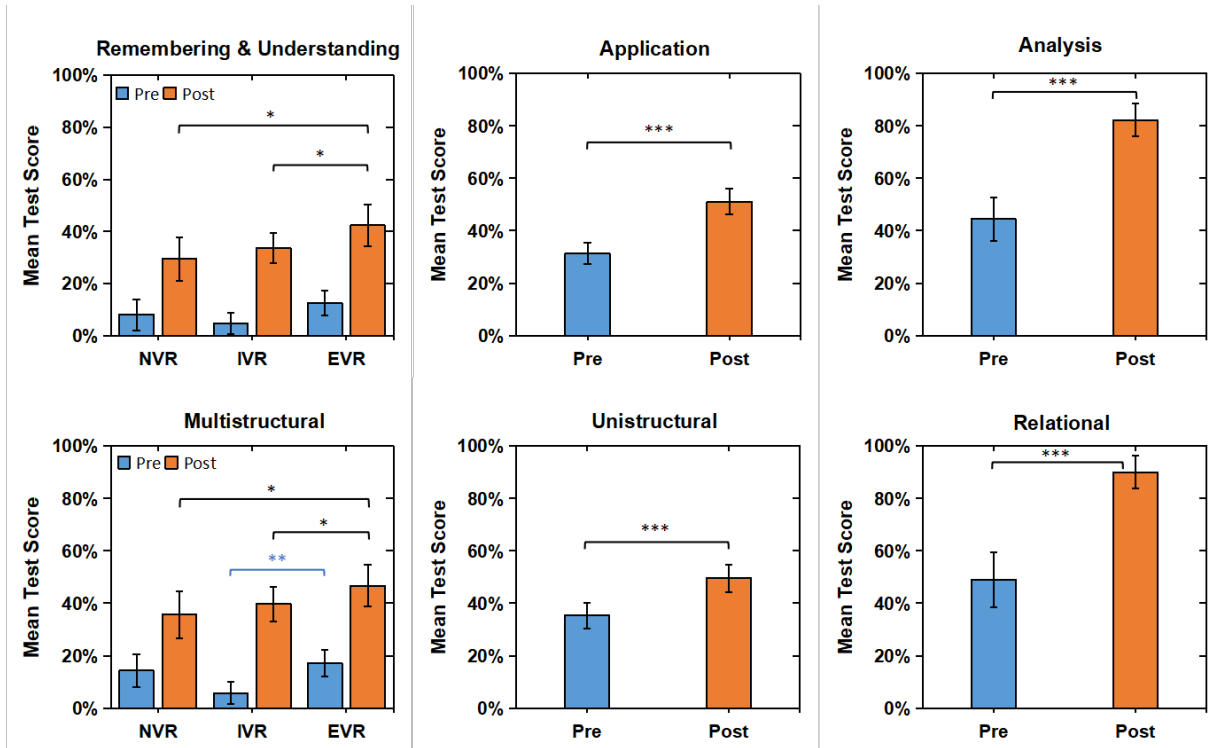 Remembering & Understanding
Mean Test Score
100%
80%
60%
40%
20%
0%
Pre Post
*
*
NVR IVR EVR
Application
Mean Test Score
100%
80%
60%
40%
20%
0%
***
Pre Post
Analysis
Mean Test Score
100%
80%
60%
40%
20%
0%
***
Pre Post
Multistructural
Mean Test Score
100%
80%
60%
40%
20%
0%
Pre Post
*
*
**
NVR IVR EVR
Unistructural
Mean Test Score
100%
80%
60%
40%
20%
0%
***
Pre Post
Relational
Mean Test Score
100%
80%
60%
40%
20%
0%
***
Pre Post